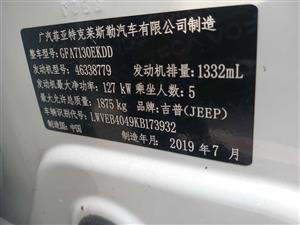 广汽菲亚特克莱斯勒汽车有限公司制造
整车型号:GFA7130EKDD
发动机型号:46338779 发动机排量:1332mL
发动机最大净功率:127 kW 乘坐人数:5
最大允许总质量:1875kg 品牌:吉普(JEEP)
车辆识别代号:LWVEB4049KB173932
制造国:中国 制造年月:2019 年 7 月